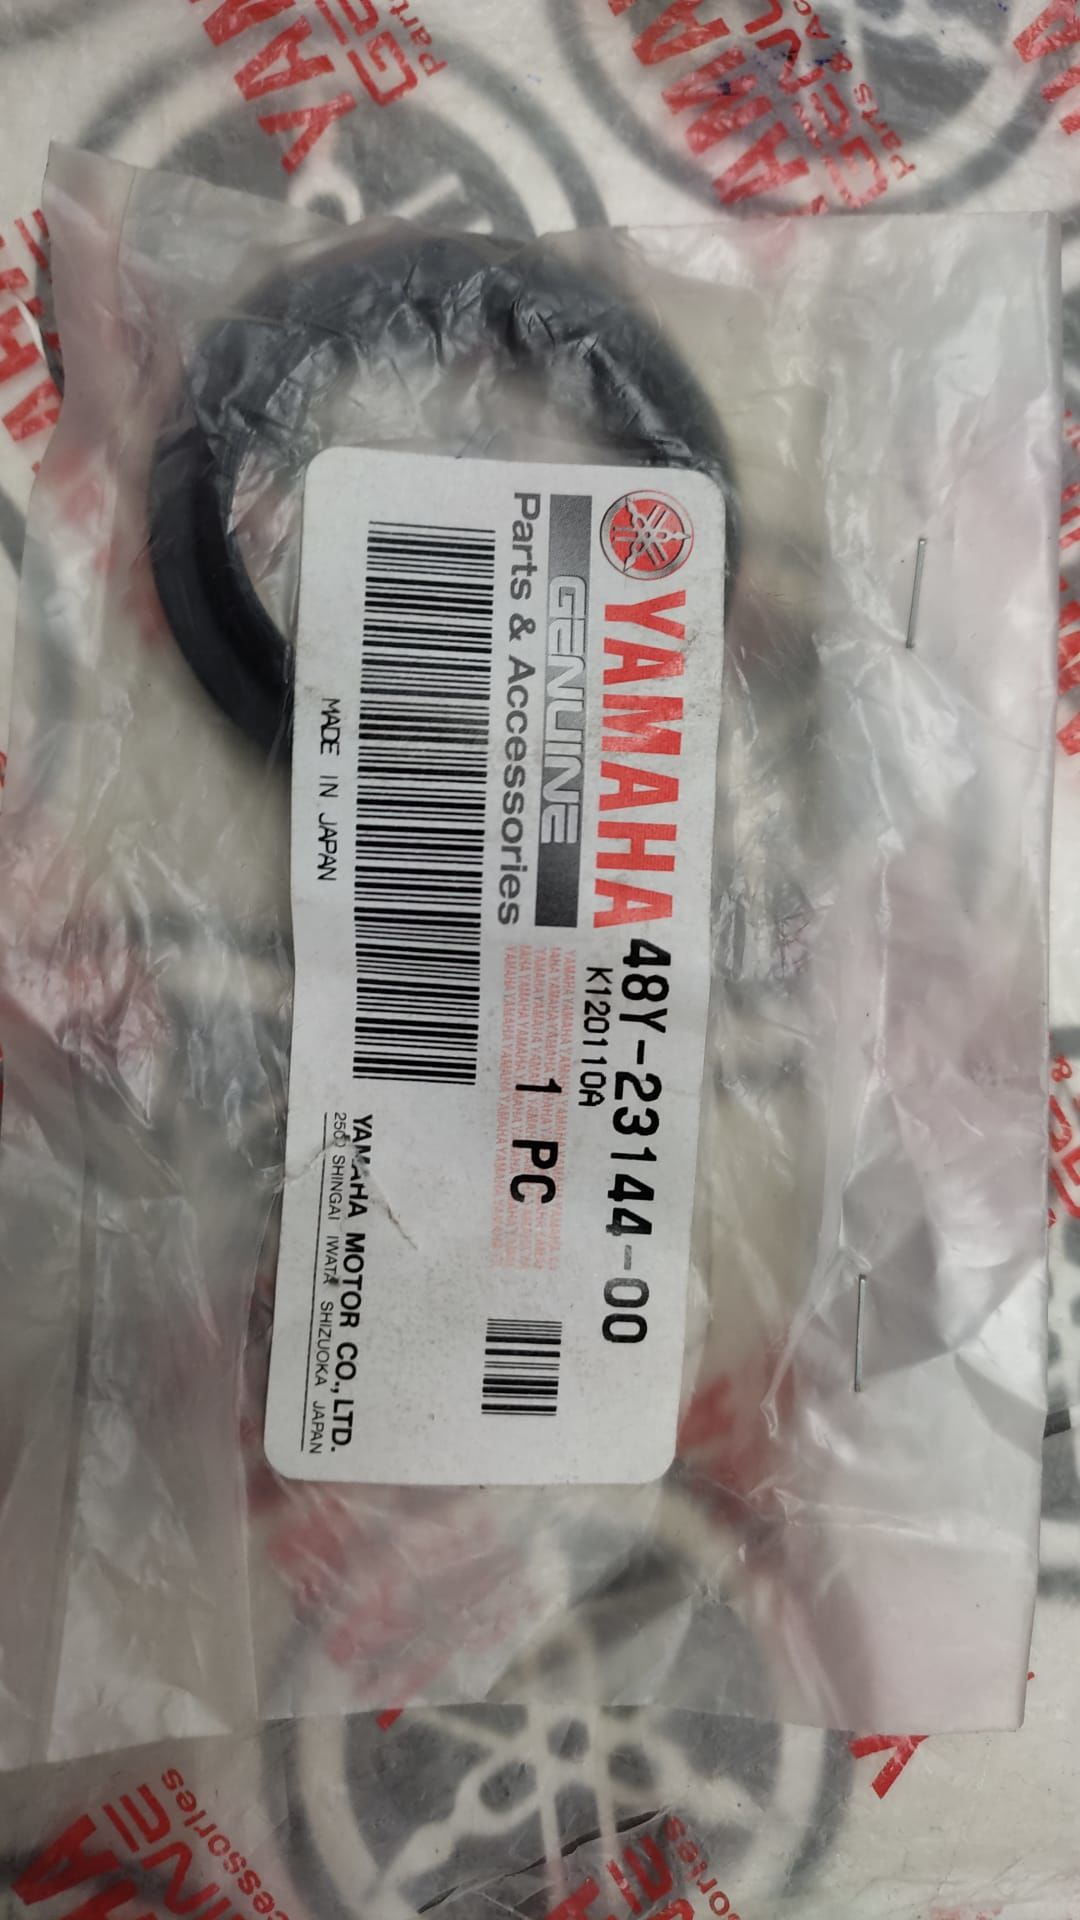 YAMAHA
GENUINE
Parts & Accessories
48Y-23144-00
K120110A
1 PC
MADE IN JAPAN
YAMAHA MOTOR CO., LTD.
2500 SHINGAI IWATA SHIZUOKA JAPAN